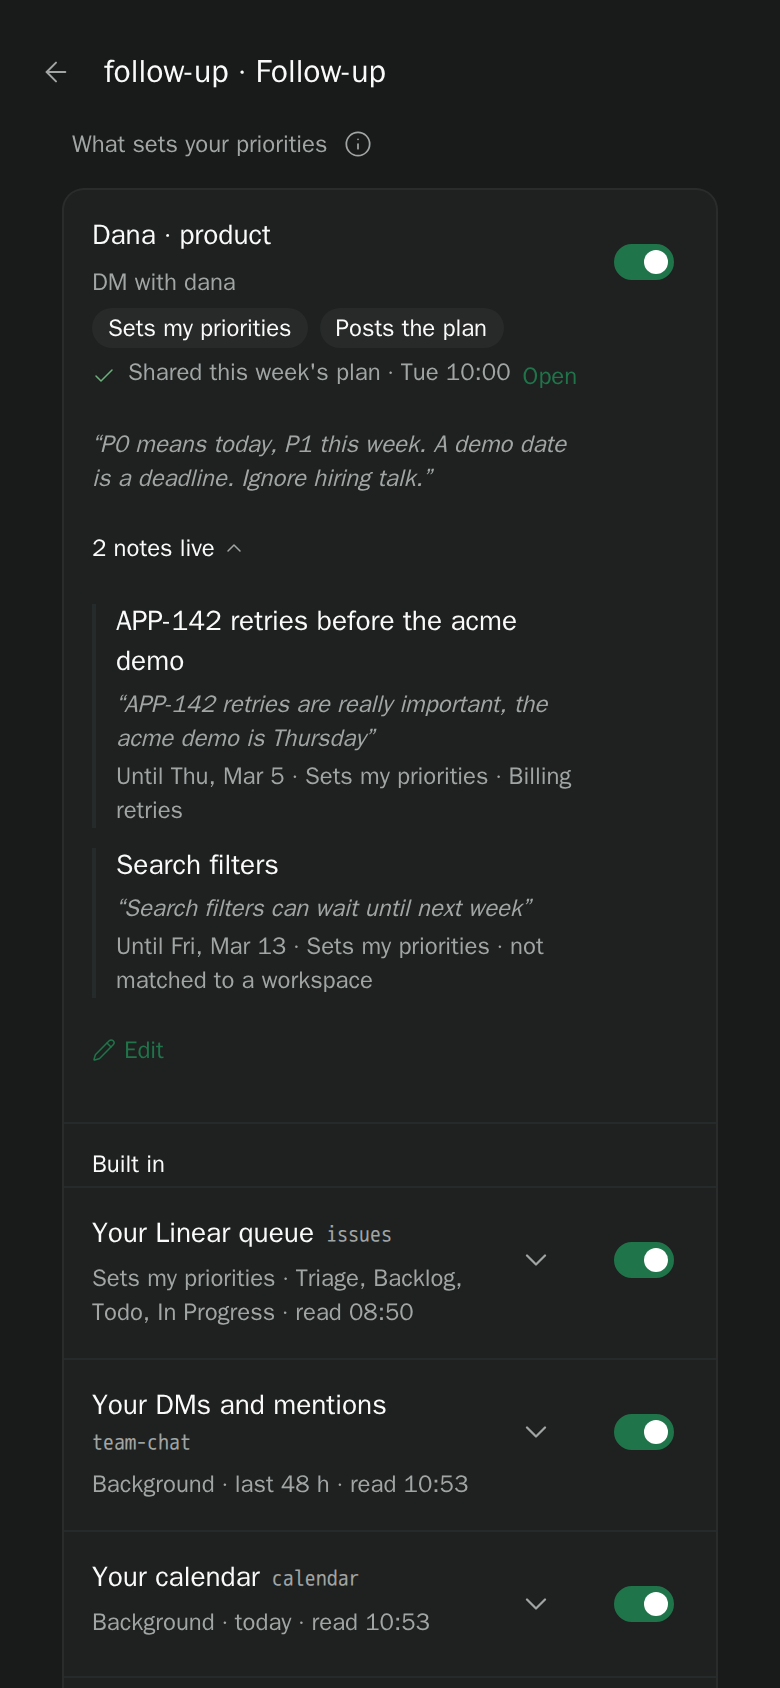 follow-up · Follow-up
What sets your priorities
Dana · product
DM with dana
Sets my priorities Posts the plan
Shared this week's plan · Tue 10:00 Open
“P0 means today, P1 this week. A demo date
is a deadline. Ignore hiring talk.”
2 notes live
APP-142 retries before the acme
demo
“APP-142 retries are really important, the
acme demo is Thursday”
Until Thu, Mar 5 · Sets my priorities · Billing
retries
Search filters
“Search filters can wait until next week”
Until Fri, Mar 13 · Sets my priorities · not
matched to a workspace
Edit
Built in
Your Linear queue issues
Sets my priorities · Triage, Backlog,
Todo, In Progress · read 08:50
Your DMs and mentions
team-chat
Background · last 48 h · read 10:53
Your calendar calendar
Background · today · read 10:53